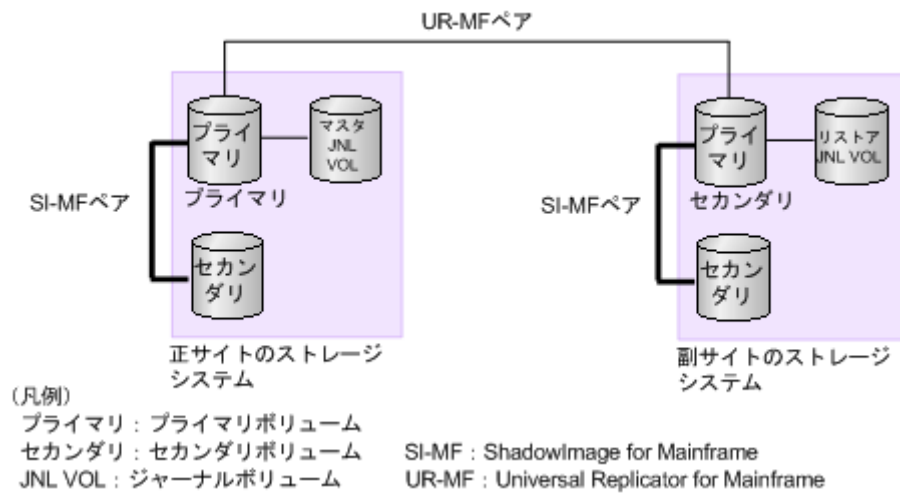 UR-MFペア
プライ
マリ
マスタ
JNL
VOL
プライマリ
SI-MFペア
セカン
ダリ
正サイトのストレージ
システム
プライ
マリ
リストア
JNL VOL
セカンダリ
SI-MFペア
セカン
ダリ
副サイトのストレージ
システム
(凡例)
プライマリ:プライマリボリューム
セカンダリ:セカンダリボリューム SI-MF:ShadowImage for Mainframe
JNL VOL:ジャーナルボリューム UR-MF:Universal Replicator for Mainframe